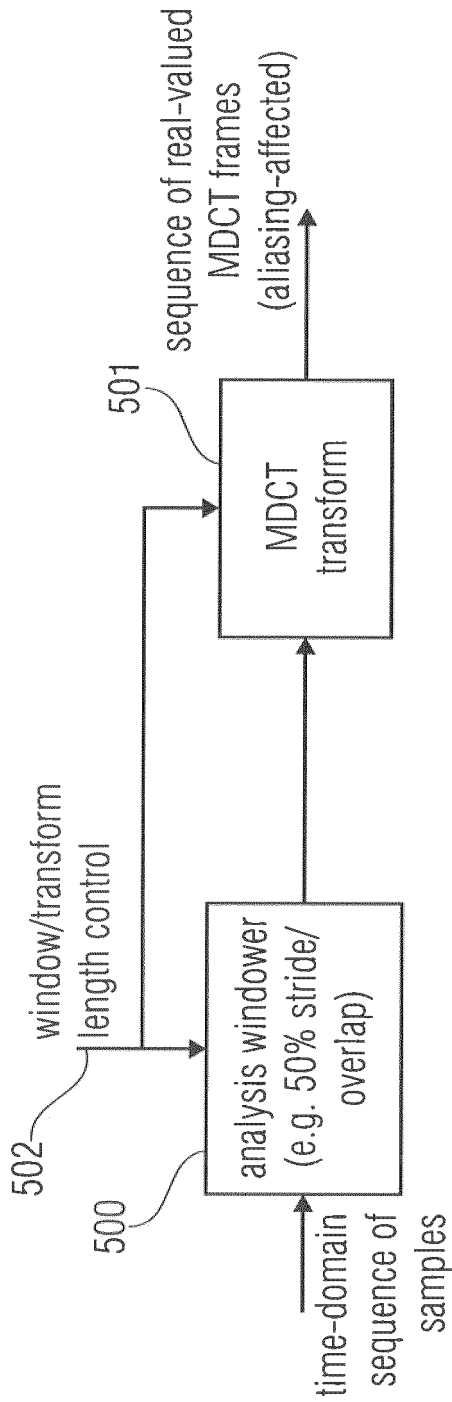 502
window/transform
length control
500
analysis windower
(e.g. 50% stride/
overlap)
time-domain
sequence of
samples
501
MDCT
transform
sequence of real-valued
MDCT frames
(aliasing-affected)